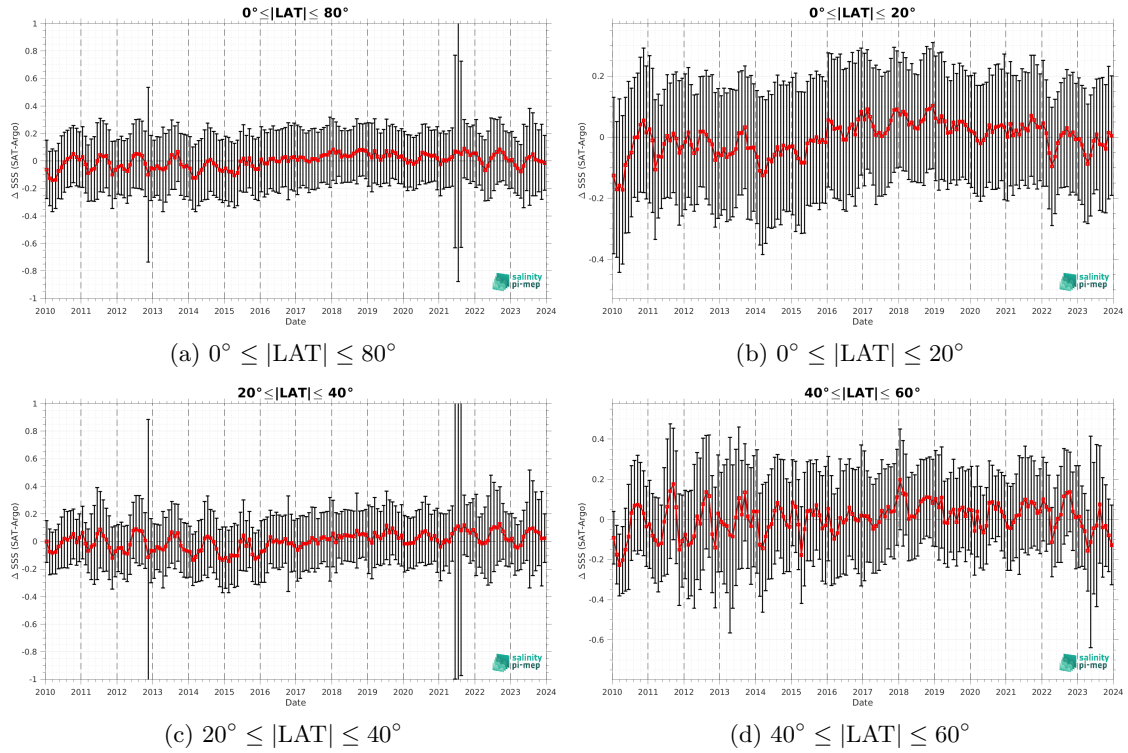 0°≤|LAT|≤ 80°
Δ SSS (SAT-Argo)
1
0.8
0.6
0.4
0.2
0
-0.2
-0.4
-0.6
-0.8
-1
2010 2011 2012 2013 2014 2015 2016 2017 2018 2019 2020 2021 2022 2023 2024
Date
salinity
pi-mep
(a) 0° ≤ |LAT| ≤ 80°
0°≤|LAT|≤ 20°
Δ SSS (SAT-Argo)
0.2
0
-0.2
-0.4
2010 2011 2012 2013 2014 2015 2016 2017 2018 2019 2020 2021 2022 2023 2024
Date
salinity
pi-mep
(b) 0° ≤ |LAT| ≤ 20°
20°≤|LAT|≤ 40°
Δ SSS (SAT-Argo)
1
0.8
0.6
0.4
0.2
0
-0.2
-0.4
-0.6
-0.8
-1
2010 2011 2012 2013 2014 2015 2016 2017 2018 2019 2020 2021 2022 2023 2024
Date
salinity
pi-mep
(c) 20° ≤ |LAT| ≤ 40°
40°≤|LAT|≤ 60°
Δ SSS (SAT-Argo)
0.4
0.2
0
-0.2
-0.4
-0.6
2010 2011 2012 2013 2014 2015 2016 2017 2018 2019 2020 2021 2022 2023 2024
Date
salinity
pi-mep
(d) 40° ≤ |LAT| ≤ 60°